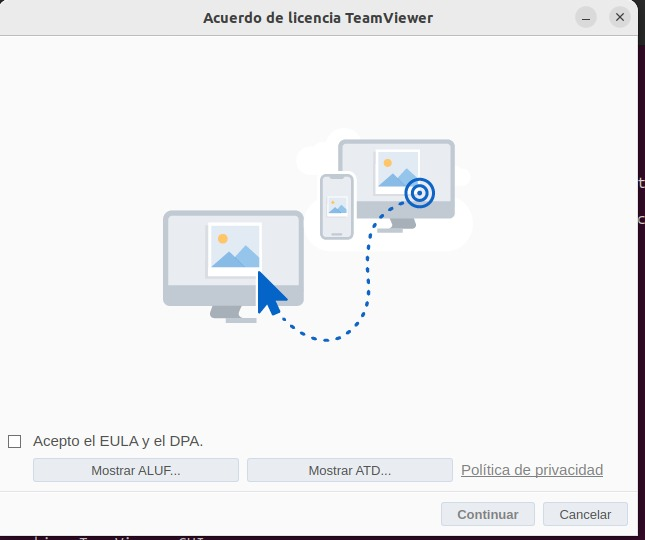 Acuerdo de licencia TeamViewer
Acepto el EULA y el DPA.
Mostrar ALUF... Mostrar ATD... Política de privacidad
Continuar Cancelar